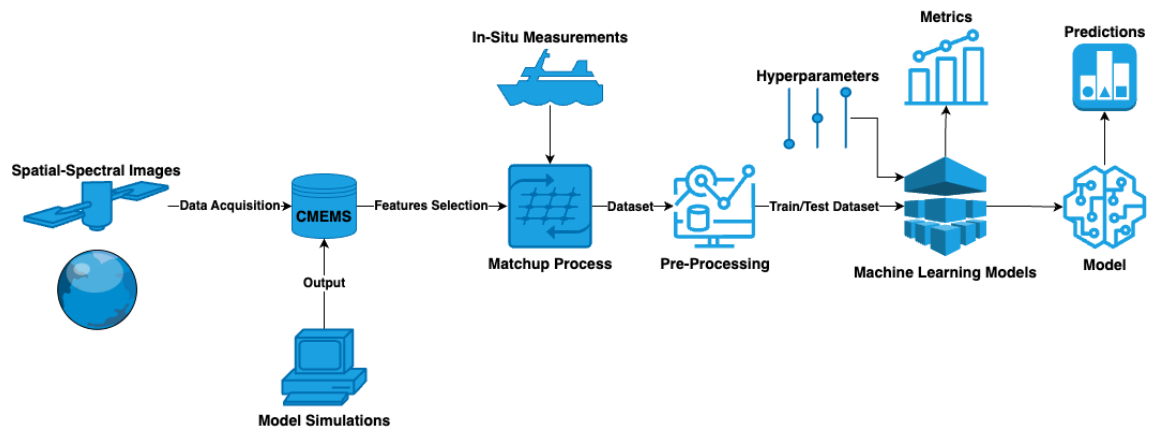 Spatial-Spectral Images
Data Acquisition
CMEMS
Output
Model Simulations
Features Selection
In-Situ Measurements
Matchup Process
Dataset
Pre-Processing
Train/Test Dataset
Hyperparameters
Metrics
Machine Learning Models
Predictions
Model